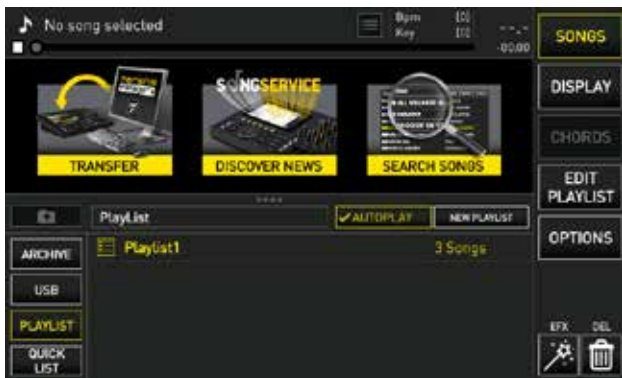 No song selected
Bpm [0]
Key [0]
--.-
-00:00
SONGS
DISPLAY
CHORDS
EDIT
PLAYLIST
OPTIONS
SONGSERVICE
TRANSFER
DISCOVER NEWS
SEARCH SONGS
PlayList
AUTOPLAY
NEW PLAYLIST
ARCHIVE
Playlist1
3 Songs
USB
PLAYLIST
QUICK
LIST
EFX
DEL